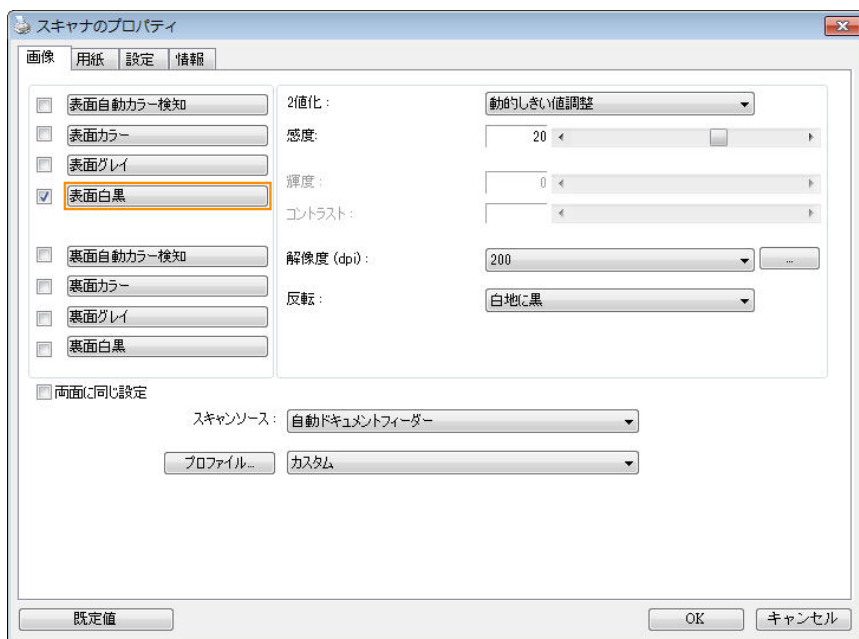 スキャナのプロパティ
画像 用紙 設定 情報
表面自動カラー検知
表面カラー
表面グレイ
表面白黒
裏面自動カラー検知
裏面カラー
裏面グレイ
裏面白黒
2値化: 動的しきい値調整
感度: 20
輝度: 0
コントラスト:
解像度 (dpi): 200 ...
反転: 白地に黒
両面に同じ設定
スキャンソース: 自動ドキュメントフィーダー
プロファイル... カスタム
既定値 OK キャンセル